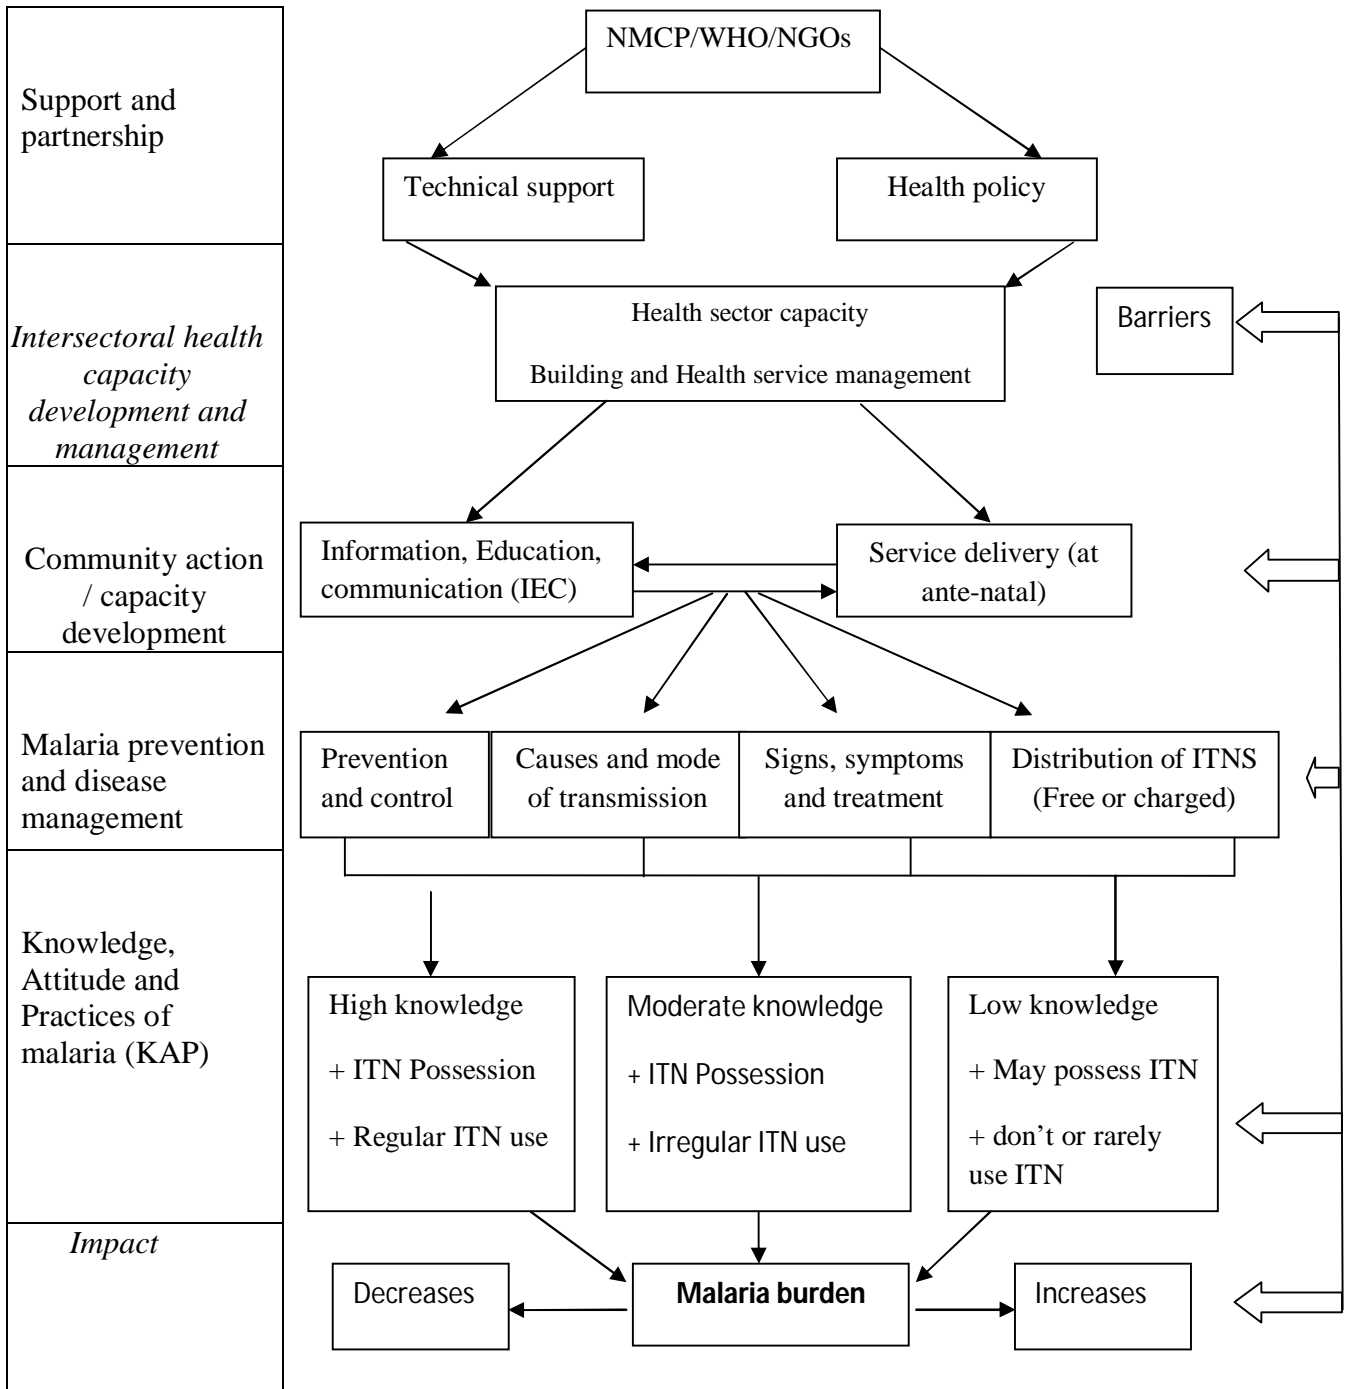 NMCP/WHO/NGOs
Support and
partnership
Technical support
Health policy
Intersectoral health
capacity
development and
management
Health sector capacity
Building and Health service management
Barriers
Community action
/ capacity
development
Information, Education,
communication (IEC)
Service delivery (at
ante-natal)
Malaria prevention
and disease
management
Prevention
and control
Causes and mode
of transmission
Signs, symptoms
and treatment
Distribution of ITNS
(Free or charged)
Knowledge,
Attitude and
Practices of
malaria (KAP)
High knowledge
+ ITN Possession
+ Regular ITN use
Moderate knowledge
+ ITN Possession
+ Irregular ITN use
Low knowledge
+ May possess ITN
+ don’t or rarely
use ITN
Impact
Decreases
Malaria burden
Increases